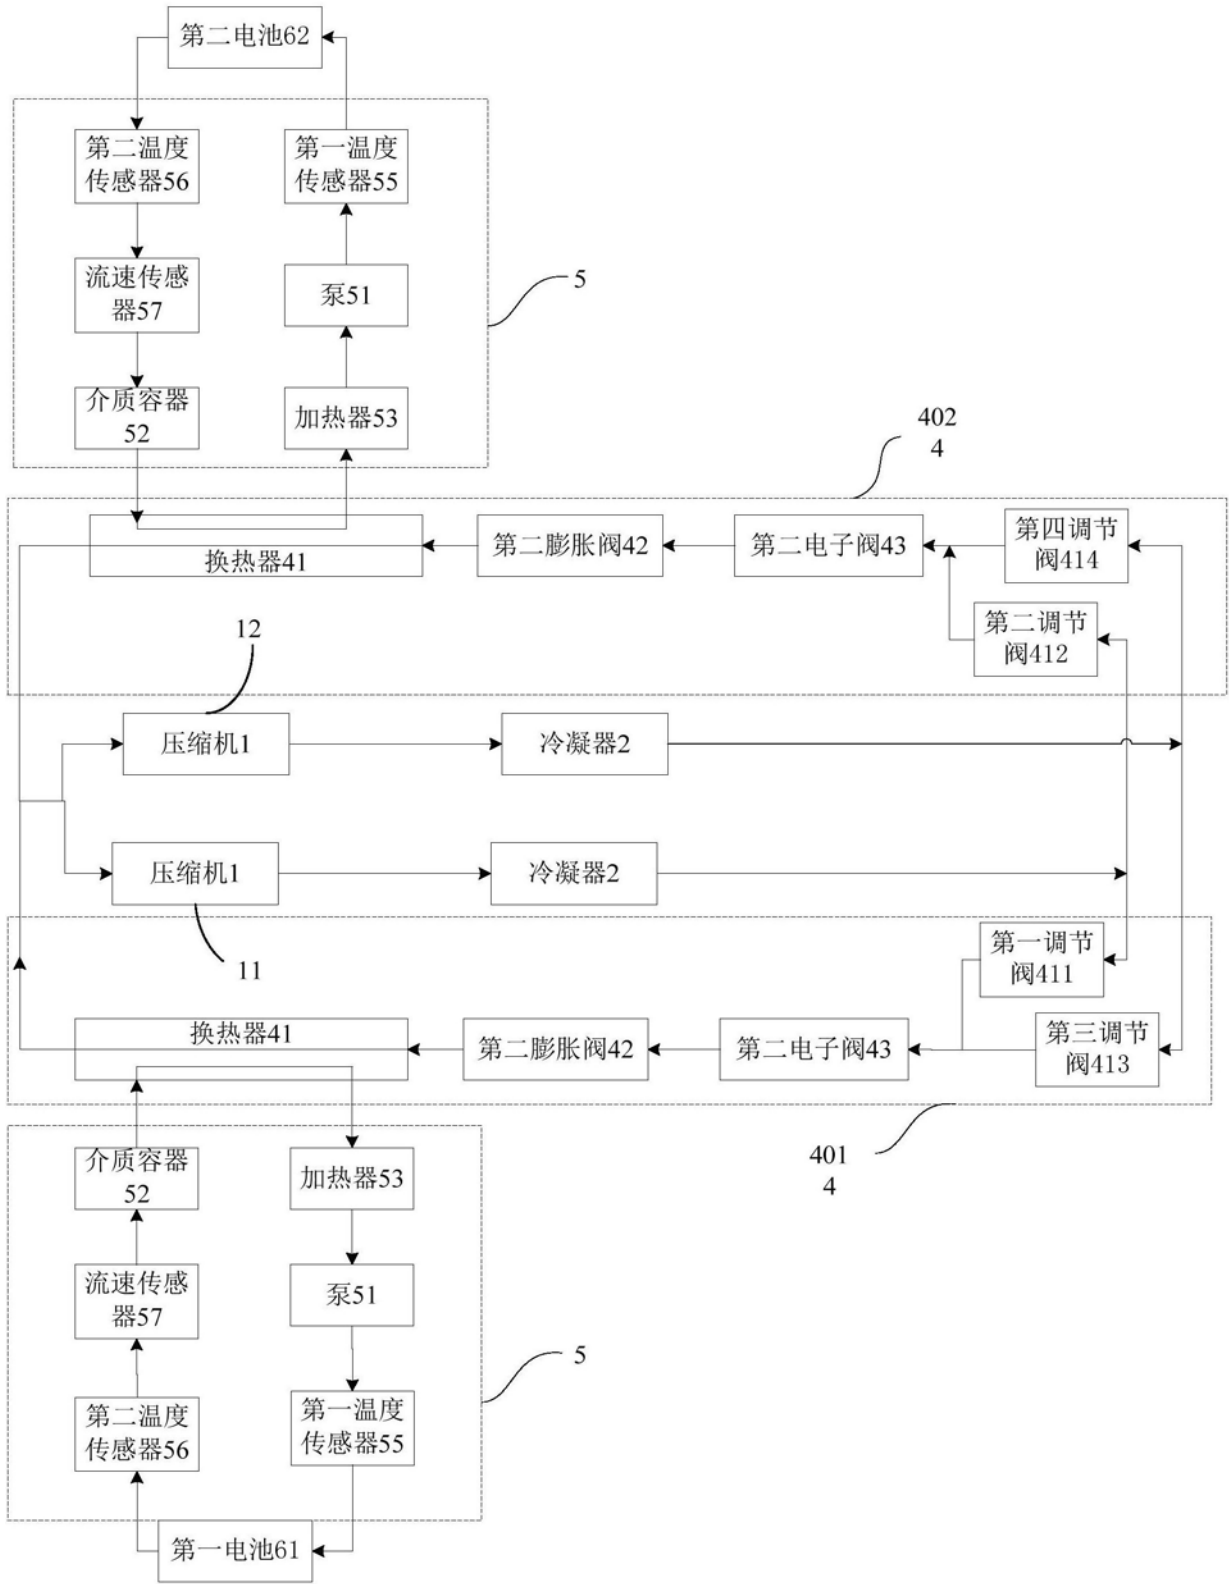 第二电池62
第二温度
传感器56
第一温度
传感器55
流速传感
器57
泵51
5
介质容器
52
加热器53
402
4
换热器41
第二膨胀阀42
第二电子阀43
第四调节
阀414
第二调节
阀412
12
压缩机1
冷凝器2
压缩机1
冷凝器2
11
第一调节
阀411
换热器41
第二膨胀阀42
第二电子阀43
第三调节
阀413
401
4
介质容器
52
加热器53
流速传感
器57
泵51
5
第二温度
传感器56
第一温度
传感器55
第一电池61